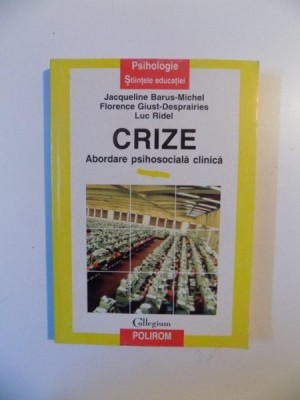 Psihologie
Științele educației
Jacqueline Barus-Michel
Florence Giust-Desprairies
Luc Ridel
CRIZE
Abordare psihosocială clinică
Collegium
POLIROM